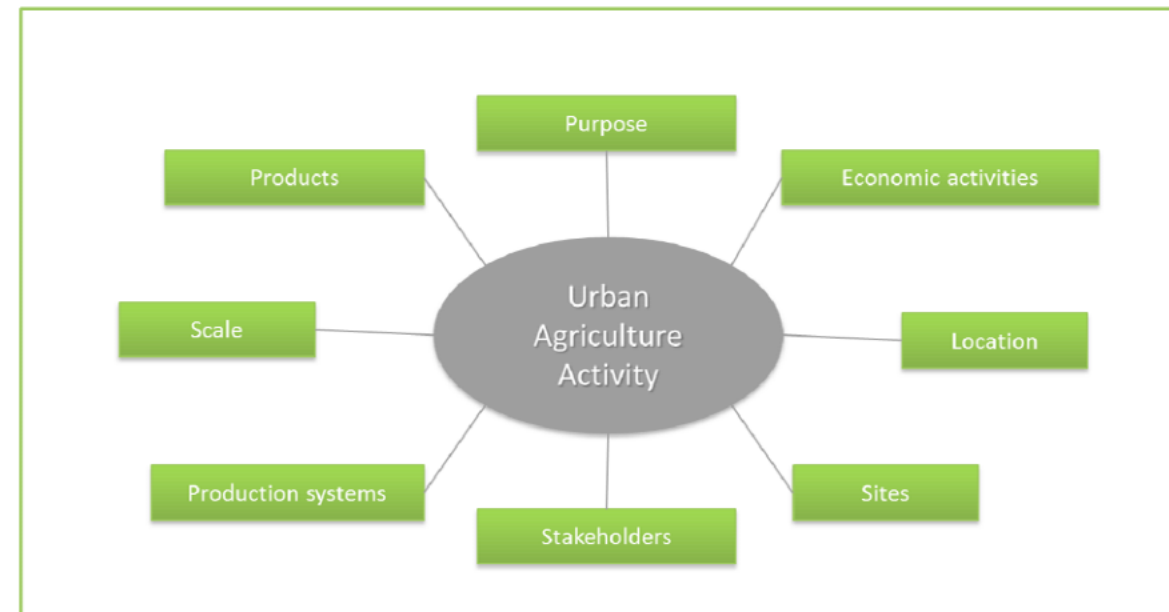 Purpose
Products
Economic activities
Urban
Agriculture
Activity
Scale
Location
Production systems
Sites
Stakeholders